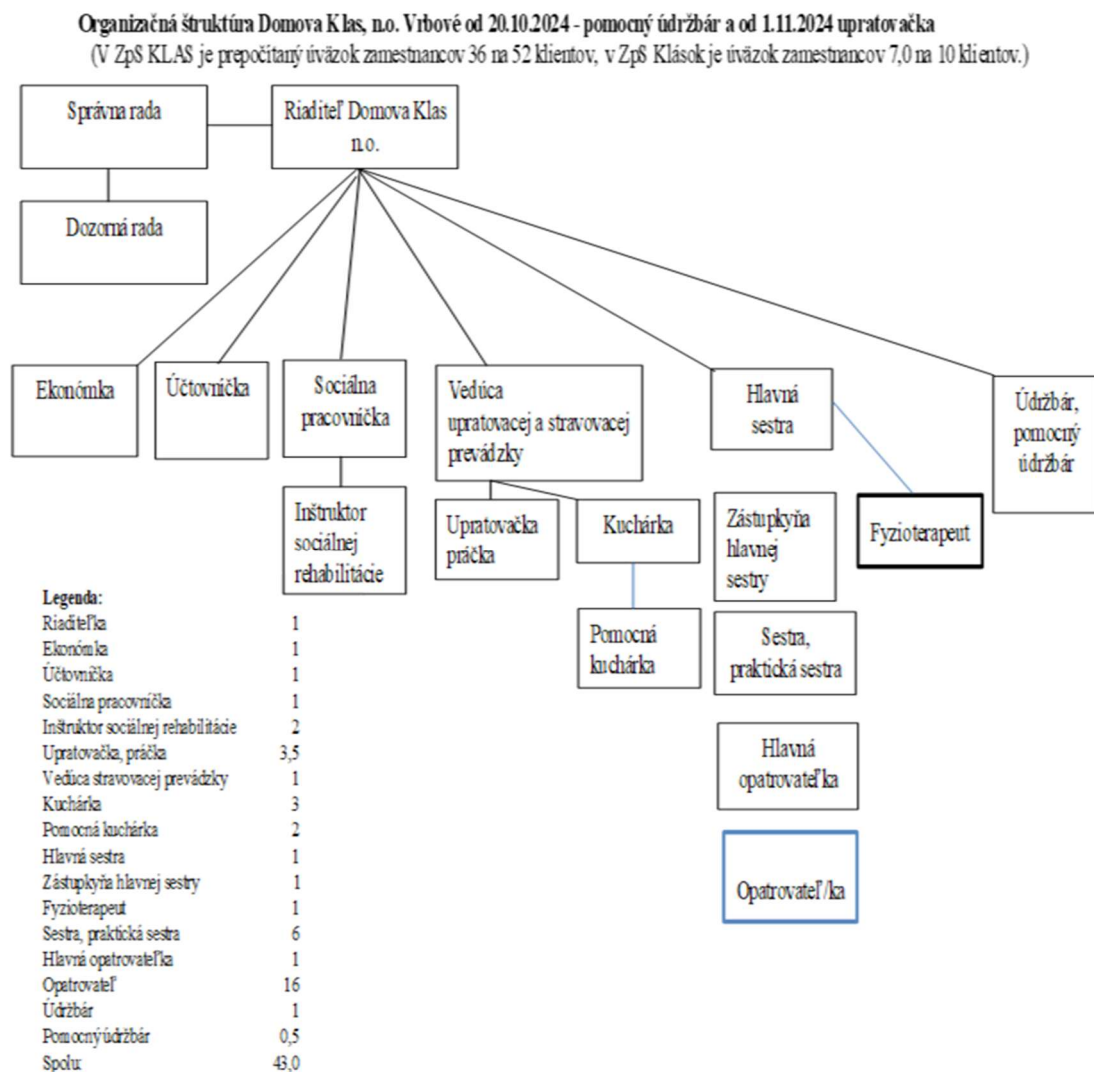 Organizačná štruktúra Domova Klas, n.o. Vrbové od 20.10.2024 - pomocný údržbár a od 1.11.2024 upratovačka
(V ZpS KLAS je prepočítaný úväzok zamestnancov 36 na 52 klientov, v ZpS Klások je úväzok zamestnancov 7,0 na 10 klientov.)
Správna rada
Riaditeľ Domova Klas
n.o.
Dozorná rada
Ekonómka
Účtovníčka
Sociálna
pracovníčka
Vedúca
upratovacej a stravovacej
prevádzky
Hlavná
sestra
Údržbár,
pomocný
údržbár
Inštruktor
sociálnej
rehabilitácie
Upratovačka
práčka
Kuchárka
Zástupkyňa
hlavnej
sestry
Fyzioterapeut
Pomocná
kuchárka
Sestra,
praktická sestra
Hlavná
opatrovateľka
Opatrovateľ/ka
Legenda:
Riaditeľka 1
Ekonómka 1
Účtovníčka 1
Sociálna pracovníčka 1
Inštruktor sociálnej rehabilitácie 2
Upratovačka, práčka 3,5
Vedúca stravovacej prevádzky 1
Kuchárka 3
Pomocná kuchárka 2
Hlavná sestra 1
Zástupkyňa hlavnej sestry 1
Fyzioterapeut 1
Sestra, praktická sestra 6
Hlavná opatrovateľka 1
Opatrovateľ 16
Údržbár 1
Pomocný údržbár 0,5
Spolu: 43,0